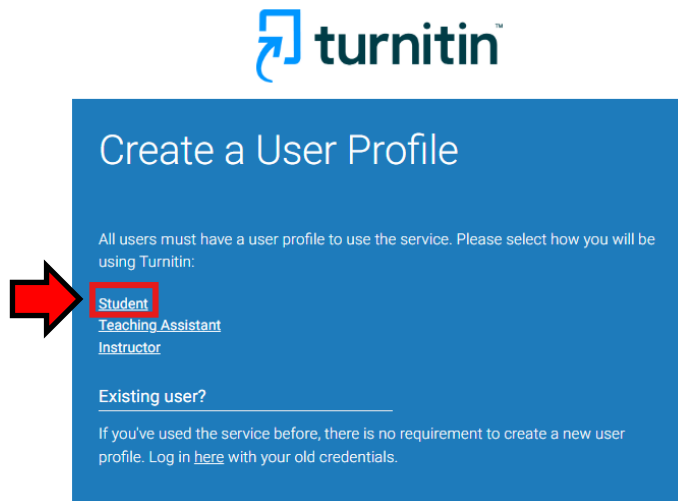 turnitin™
Create a User Profile
All users must have a user profile to use the service. Please select how you will be
using Turnitin:
Student
Teaching Assistant
Instructor
Existing user?
If you've used the service before, there is no requirement to create a new user
profile. Log in here with your old credentials.